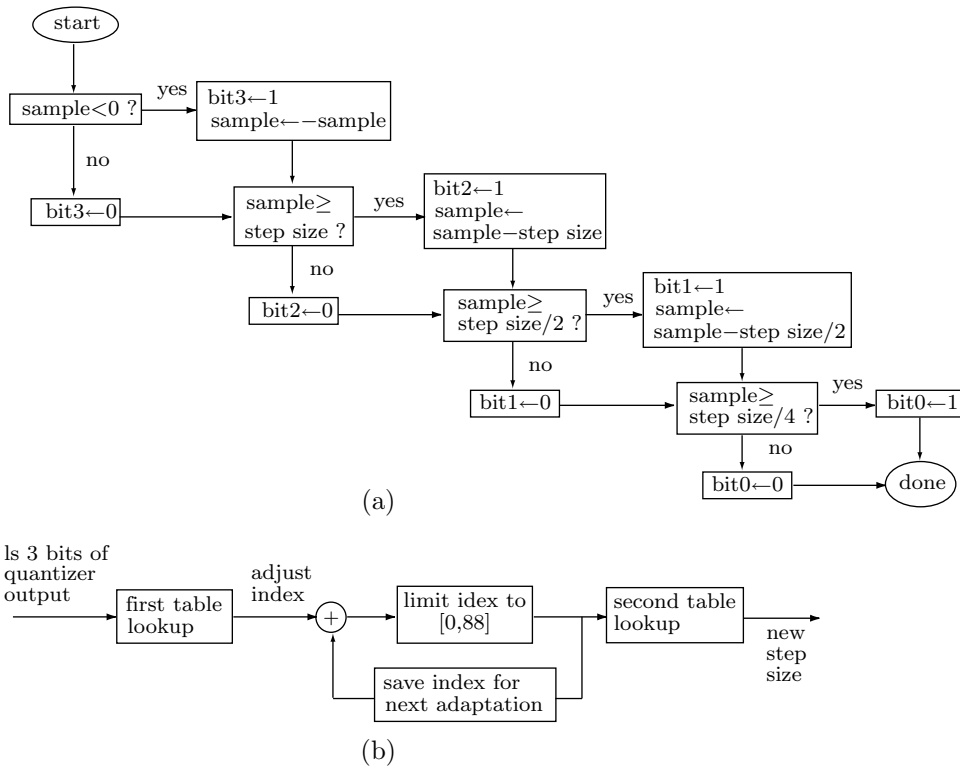 start
sample<0 ?
yes
bit3←1
sample←−sample
no
bit3←0
sample≥
step size ?
yes
bit2←1
sample←
sample−step size
no
bit2←0
sample≥
step size/2 ?
yes
bit1←1
sample←
sample−step size/2
no
bit1←0
sample≥
step size/4 ?
yes
bit0←1
no
bit0←0
done
(a)
ls 3 bits of
quantizer
output
first table
lookup
adjust
index
+
limit idex to
[0,88]
second table
lookup
new
step
size
save index for
next adaptation
(b)